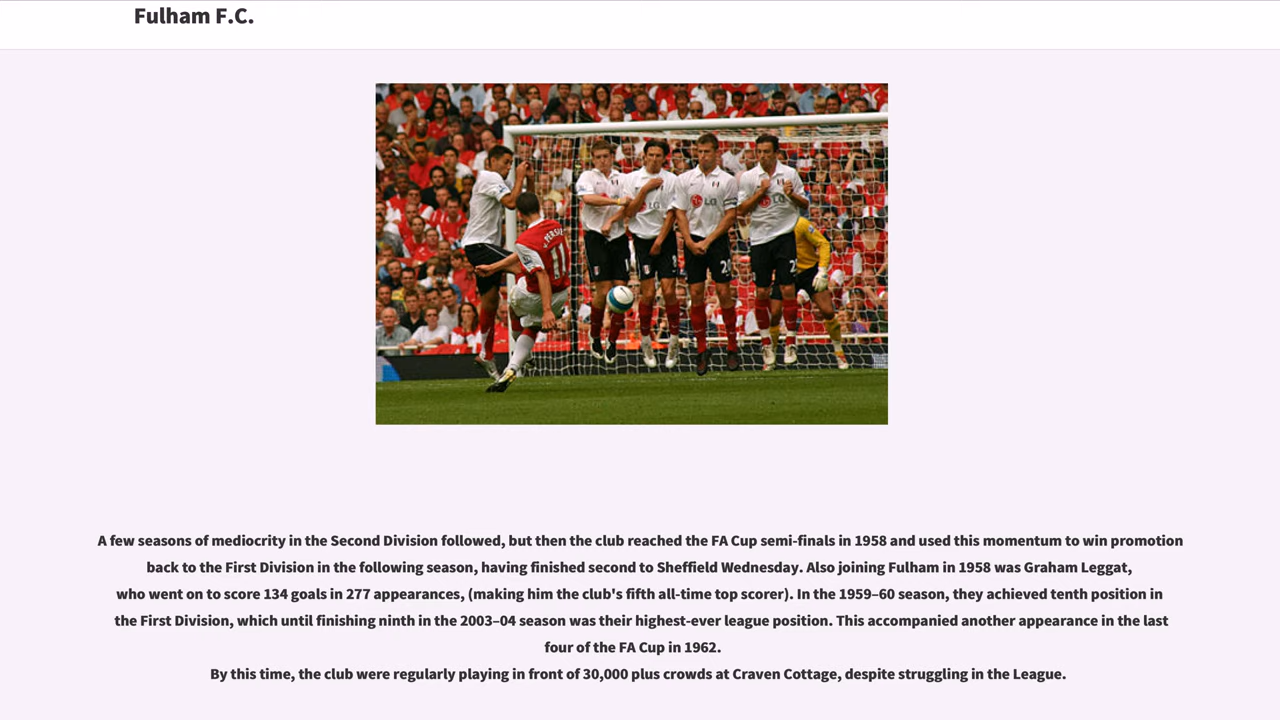 Fulham F.C.
V. PERSIE
11
LG
LG
LG
20
2
A few seasons of mediocrity in the Second Division followed, but then the club reached the FA Cup semi-finals in 1958 and used this momentum to win promotion
back to the First Division in the following season, having finished second to Sheffield Wednesday. Also joining Fulham in 1958 was Graham Leggat,
who went on to score 134 goals in 277 appearances, (making him the club's fifth all-time top scorer). In the 1959–60 season, they achieved tenth position in
the First Division, which until finishing ninth in the 2003–04 season was their highest-ever league position. This accompanied another appearance in the last
four of the FA Cup in 1962.
By this time, the club were regularly playing in front of 30,000 plus crowds at Craven Cottage, despite struggling in the League.